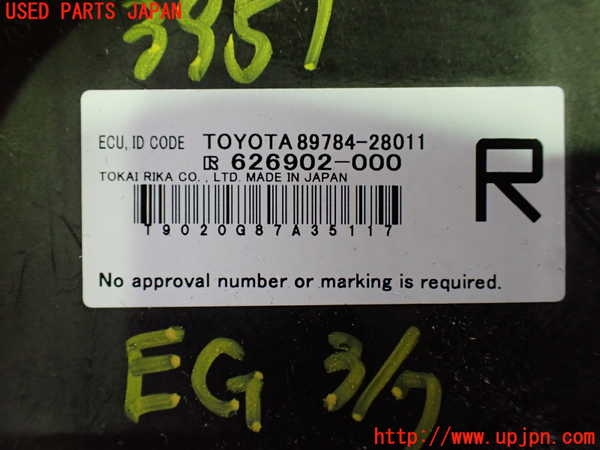 USED PARTS JAPAN
3357
ECU, ID CODE TOYOTA 89784-28011
R 626902-000
TOKAI RIKA CO., LTD. MADE IN JAPAN
T9020G87A35117
R
No approval number or marking is required.
EG 3/7
http://www.upjpn.com/